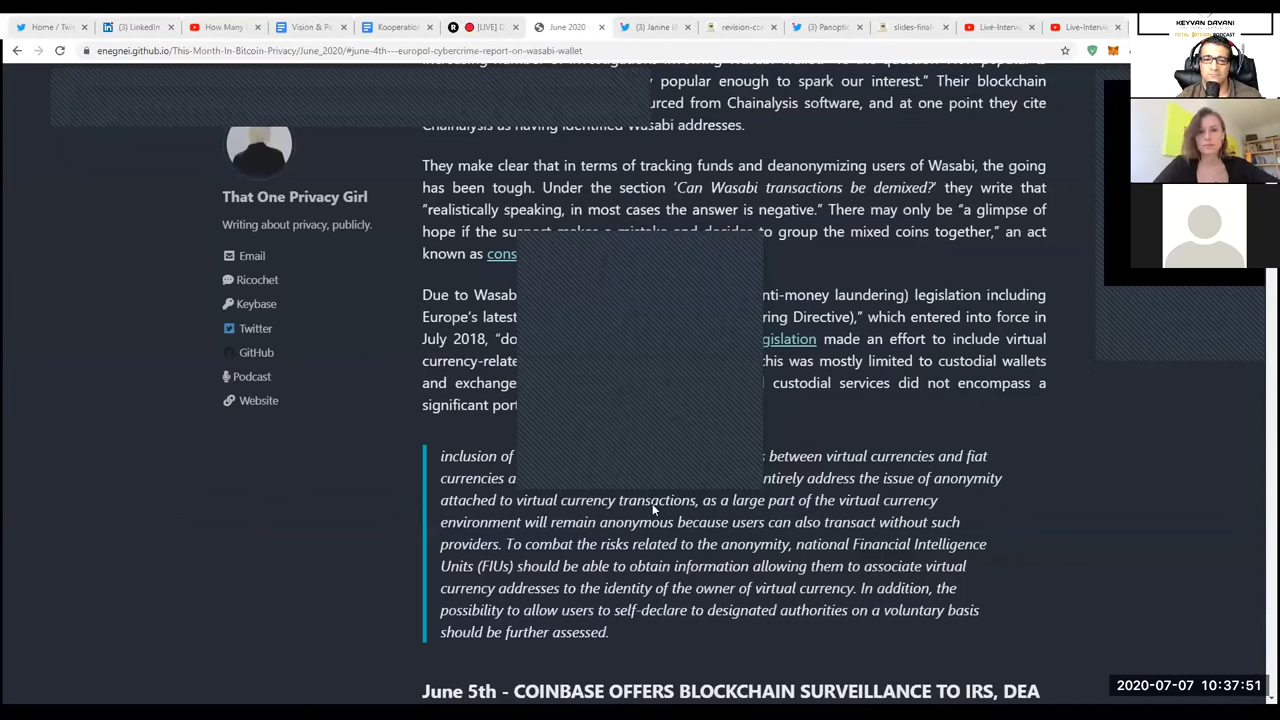 Home / Twi
(3) LinkedIn
How Many
Vision & Po
Kooperation
[LIVE] D
June 2020
(3) Janine @
revision-co
(3) Panoptic
slides-final
Live-Interv
Live-Intervie
KEYVAN DAVANI
TOTAL BITCOIN PODCAST
enegnei.github.io/This-Month-In-Bitcoin-Privacy/June_2020/#june-4th---europol-cybercrime-report-on-wasabi-wallet
popular enough to spark our interest.” Their blockchain
urced from Chainalysis software, and at one point they cite
Chainalysis as having identified Wasabi addresses.
They make clear that in terms of tracking funds and deanonymizing users of Wasabi, the going
has been tough. Under the section ‘Can Wasabi transactions be demixed?’ they write that
“realistically speaking, in most cases the answer is negative.” There may only be “a glimpse of
hope if the suspect makes a mistake and decides to group the mixed coins together,” an act
known as cons
Due to Wasab nti-money laundering) legislation including
Europe’s latest ring Directive),” which entered into force in
July 2018, “do gislation made an effort to include virtual
currency-relate this was mostly limited to custodial wallets
and exchange custodial services did not encompass a
significant port
inclusion of s between virtual currencies and fiat
currencies a ntirely address the issue of anonymity
attached to virtual currency transactions, as a large part of the virtual currency
environment will remain anonymous because users can also transact without such
providers. To combat the risks related to the anonymity, national Financial Intelligence
Units (FIUs) should be able to obtain information allowing them to associate virtual
currency addresses to the identity of the owner of virtual currency. In addition, the
possibility to allow users to self-declare to designated authorities on a voluntary basis
should be further assessed.
June 5th - COINBASE OFFERS BLOCKCHAIN SURVEILLANCE TO IRS, DEA
That One Privacy Girl
Writing about privacy, publicly.
Email
Ricochet
Keybase
Twitter
GitHub
Podcast
Website
2020-07-07 10:37:51